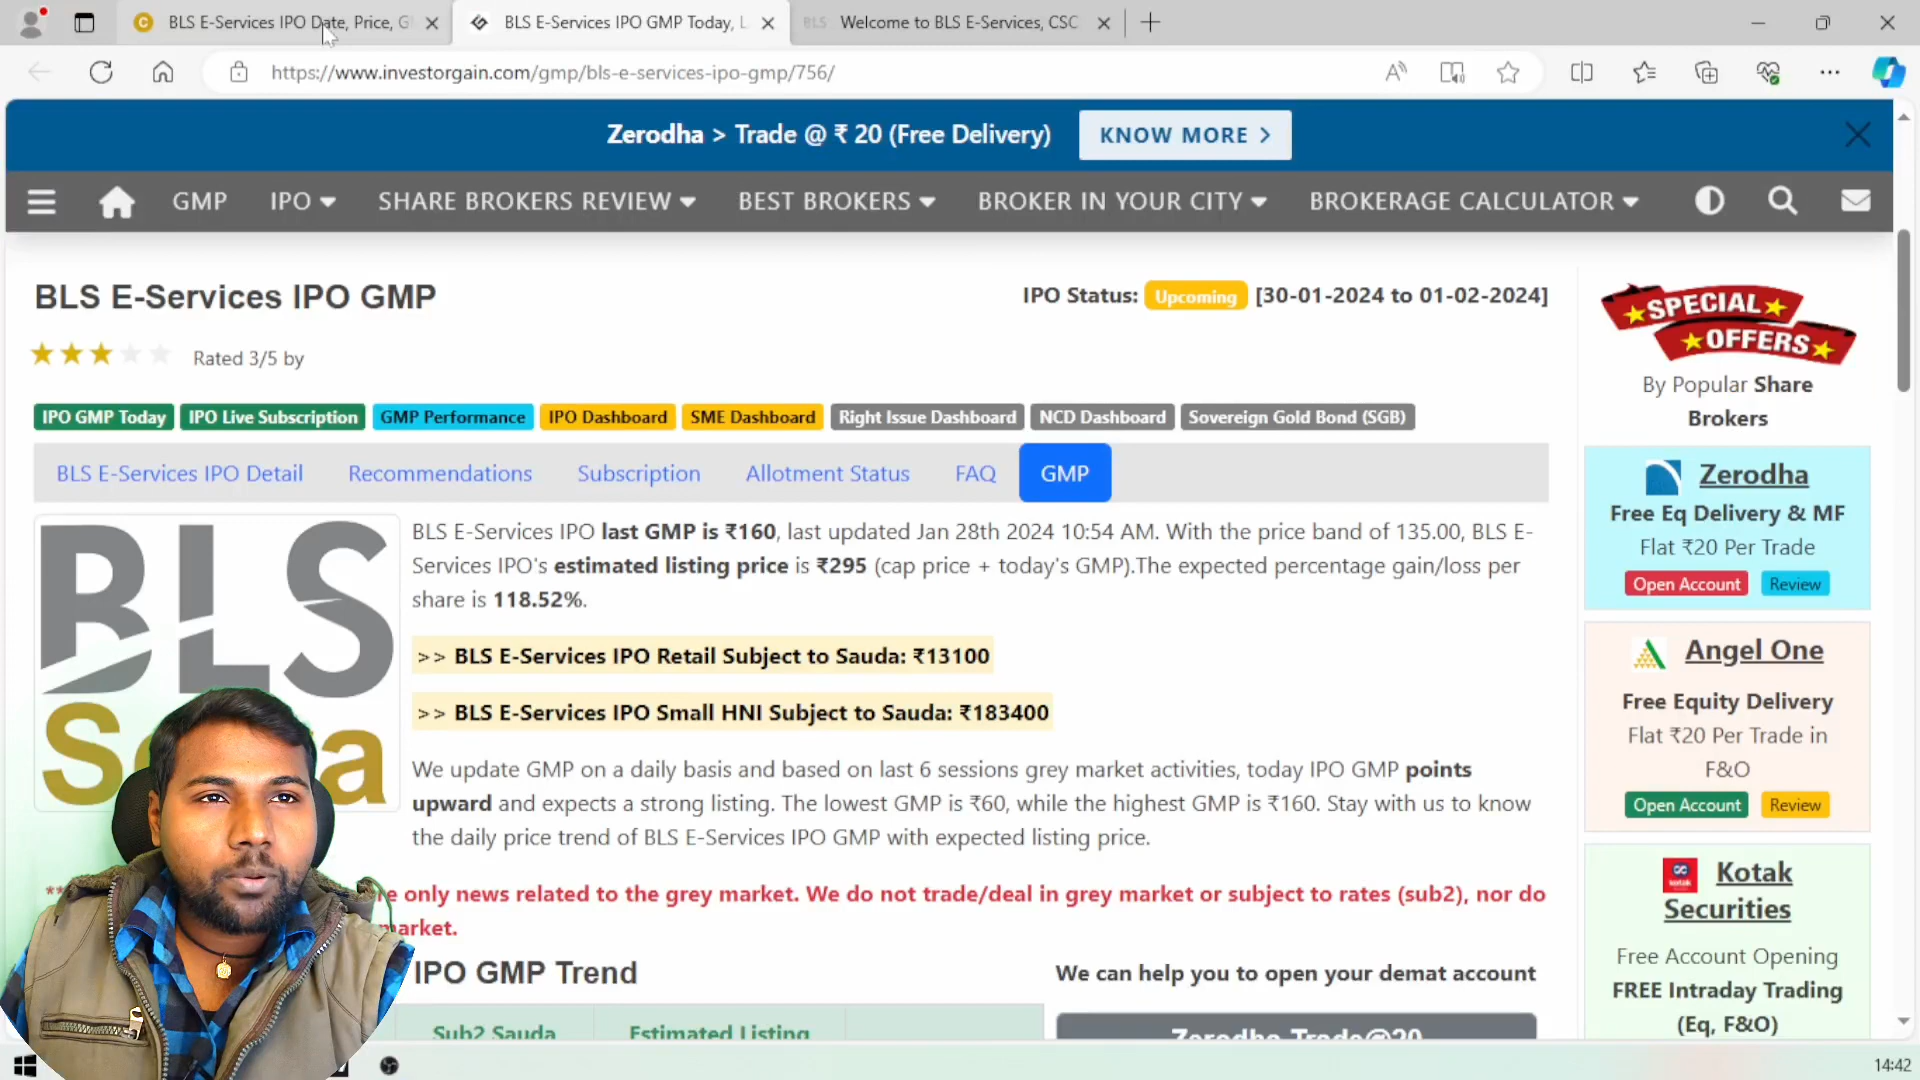 BLS E-Services IPO Date, Price, G
BLS E-Services IPO GMP Today, L
BLS Welcome to BLS E-Services, CSC
https://www.investorgain.com/gmp/bls-e-services-ipo-gmp/756/
Zerodha > Trade @ ₹ 20 (Free Delivery) KNOW MORE
GMP IPO SHARE BROKERS REVIEW BEST BROKERS BROKER IN YOUR CITY BROKERAGE CALCULATOR
BLS E-Services IPO GMP
IPO Status: Upcoming [30-01-2024 to 01-02-2024]
Rated 3/5 by
IPO GMP Today IPO Live Subscription GMP Performance IPO Dashboard SME Dashboard Right Issue Dashboard NCD Dashboard Sovereign Gold Bond (SGB)
BLS E-Services IPO Detail Recommendations Subscription Allotment Status FAQ GMP
BLS
BLS E-Services IPO last GMP is ₹160, last updated Jan 28th 2024 10:54 AM. With the price band of 135.00, BLS E-
Services IPO's estimated listing price is ₹295 (cap price + today's GMP).The expected percentage gain/loss per
share is 118.52%.
>> BLS E-Services IPO Retail Subject to Sauda: ₹13100
>> BLS E-Services IPO Small HNI Subject to Sauda: ₹183400
We update GMP on a daily basis and based on last 6 sessions grey market activities, today IPO GMP points
upward and expects a strong listing. The lowest GMP is ₹60, while the highest GMP is ₹160. Stay with us to know
the daily price trend of BLS E-Services IPO GMP with expected listing price.
only news related to the grey market. We do not trade/deal in grey market or subject to rates (sub2), nor do
market.
IPO GMP Trend
Sub2 Sauda Estimated Listing
We can help you to open your demat account
Zerodha Trade@20
SPECIAL
OFFERS
By Popular Share
Brokers
Zerodha
Free Eq Delivery & MF
Flat ₹20 Per Trade
Open Account Review
Angel One
Free Equity Delivery
Flat ₹20 Per Trade in
F&O
Open Account Review
Kotak
Securities
Free Account Opening
FREE Intraday Trading
(Eq, F&O)
14:42